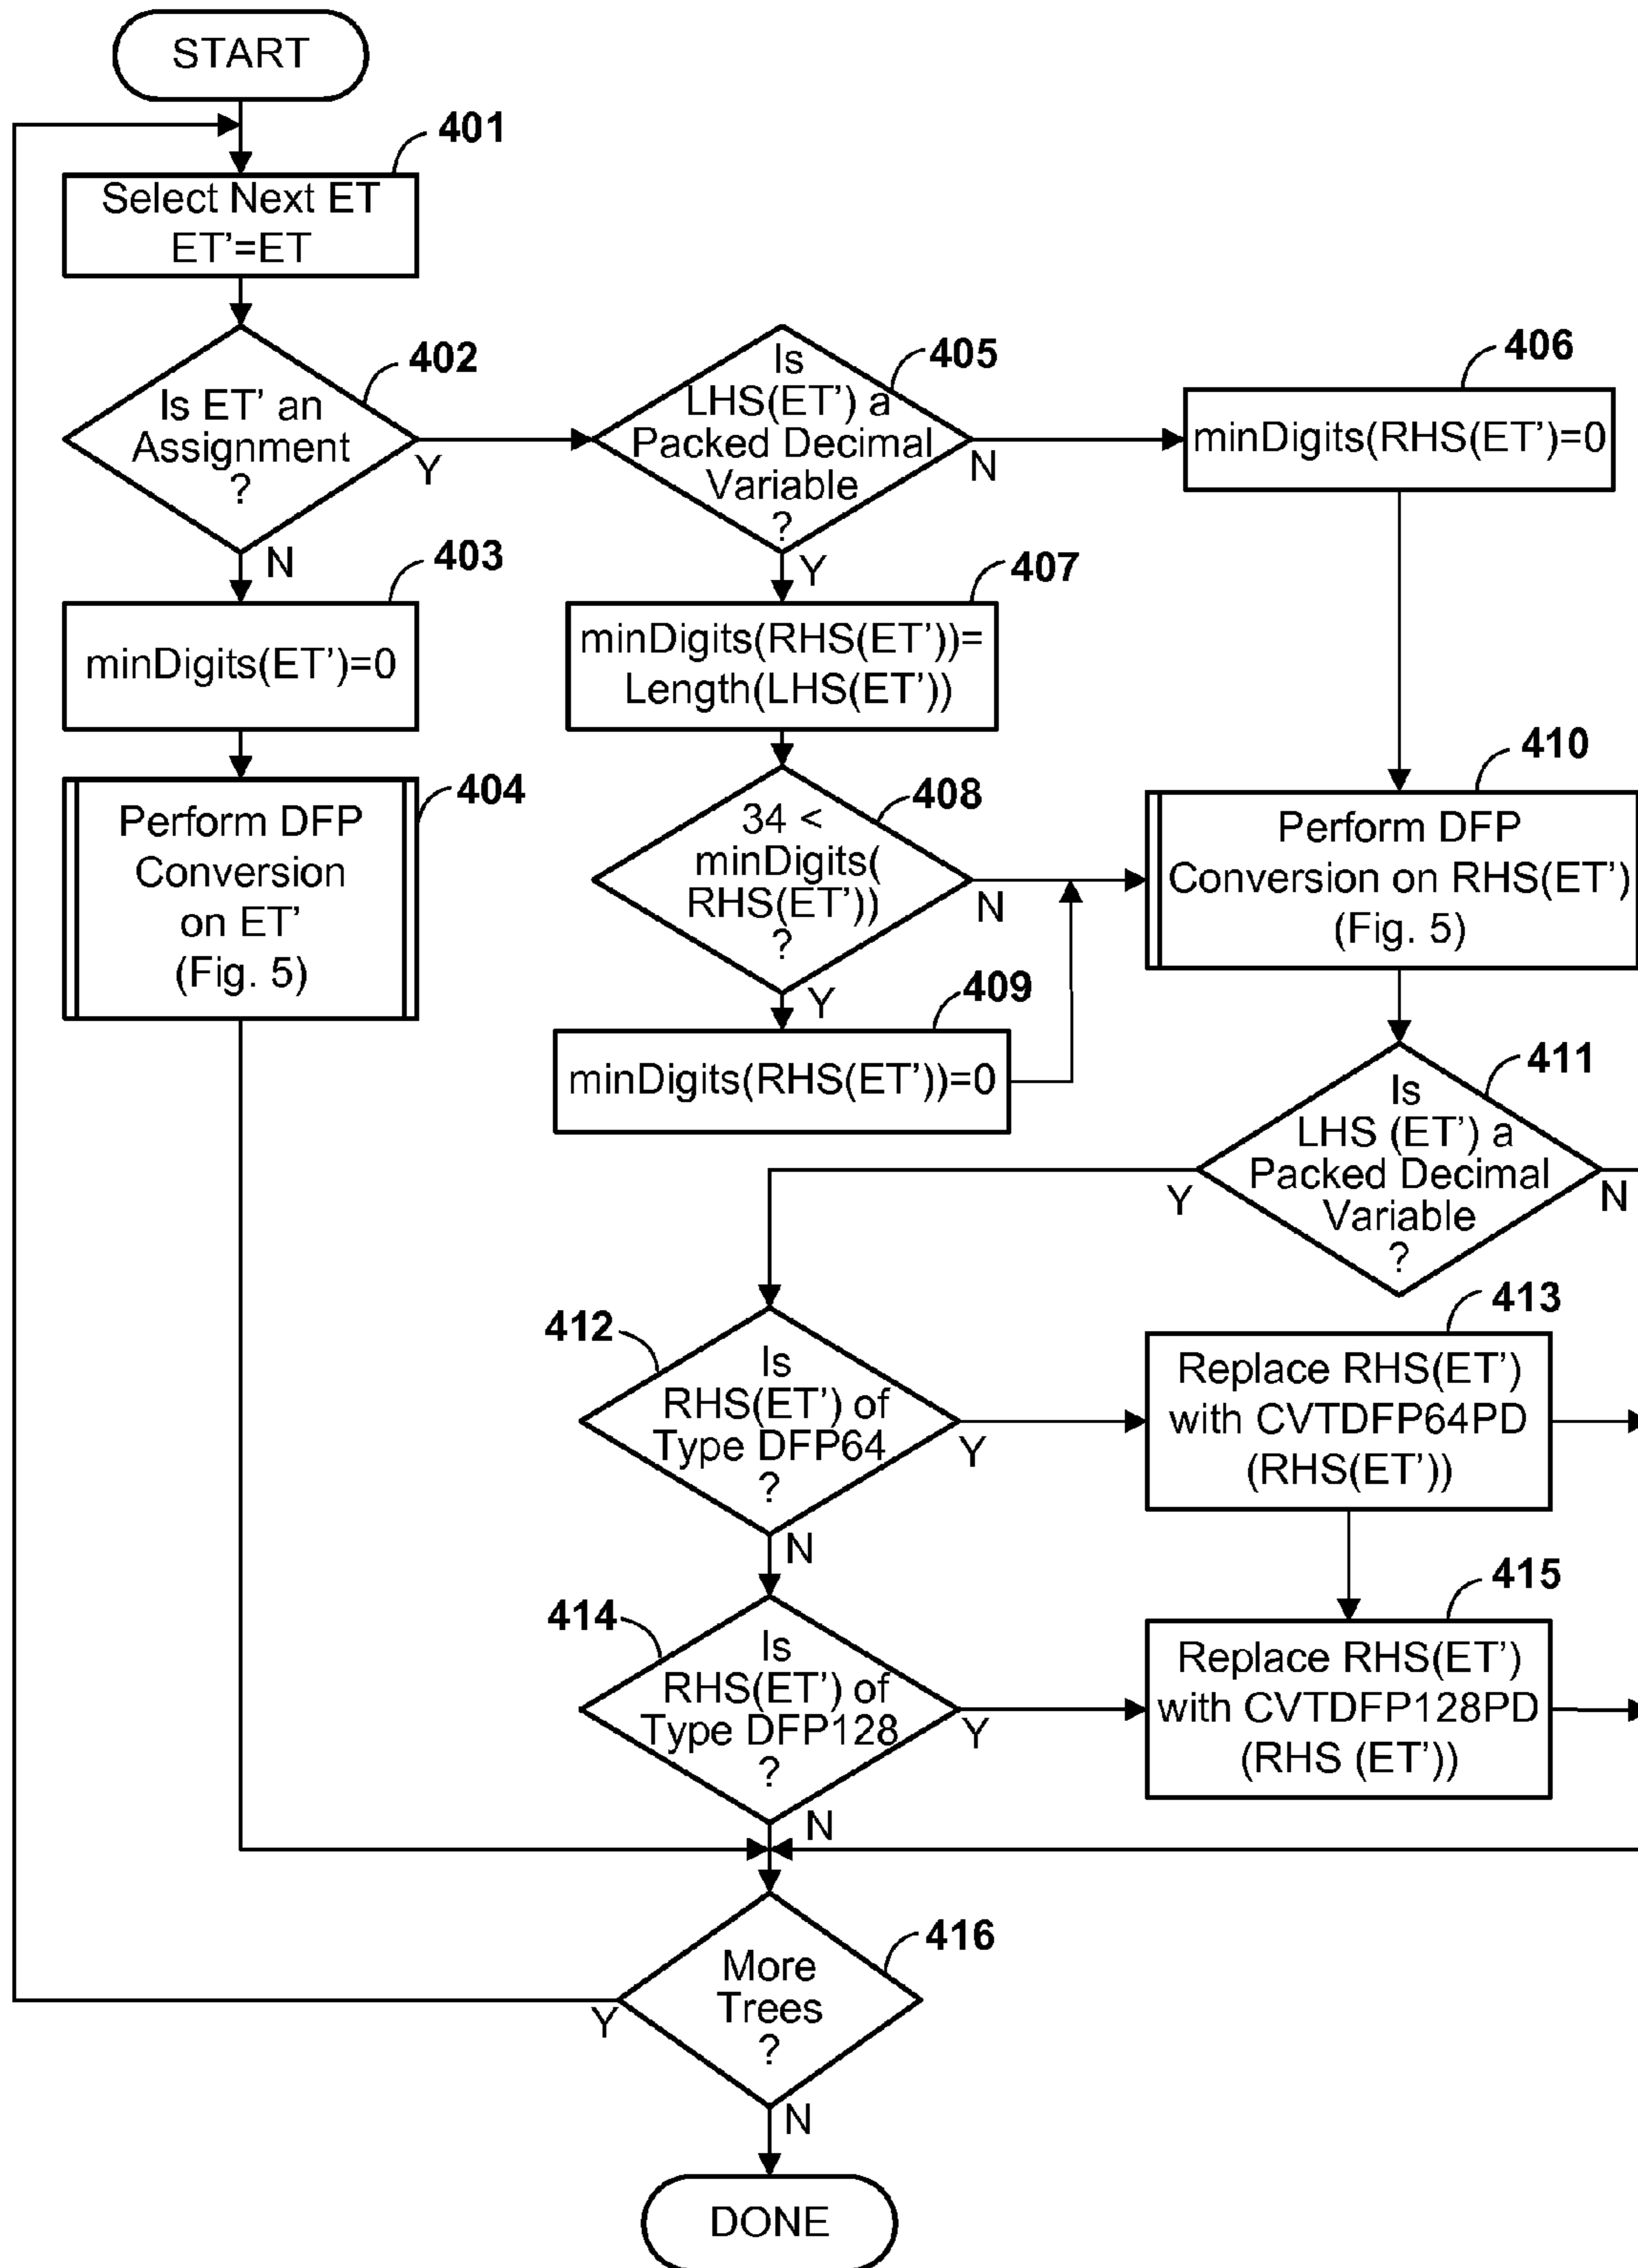 START
401
Select Next ET
ET'=ET
402
Is ET' an
Assignment
?
Y
N
403
minDigits(ET')=0
404
Perform DFP
Conversion
on ET'
(Fig. 5)
405
Is
LHS(ET') a
Packed Decimal
Variable
?
N
Y
406
minDigits(RHS(ET')=0
407
minDigits(RHS(ET'))=
Length(LHS(ET'))
408
34 <
minDigits(
RHS(ET'))
?
N
Y
409
minDigits(RHS(ET'))=0
410
Perform DFP
Conversion on RHS(ET')
(Fig. 5)
411
Is
LHS (ET') a
Packed Decimal
Variable
?
Y
N
412
Is
RHS(ET') of
Type DFP64
?
Y
N
413
Replace RHS(ET')
with CVTDFP64PD
(RHS(ET'))
414
Is
RHS(ET') of
Type DFP128
?
Y
N
415
Replace RHS(ET')
with CVTDFP128PD
(RHS (ET'))
416
More
Trees
?
Y
N
DONE